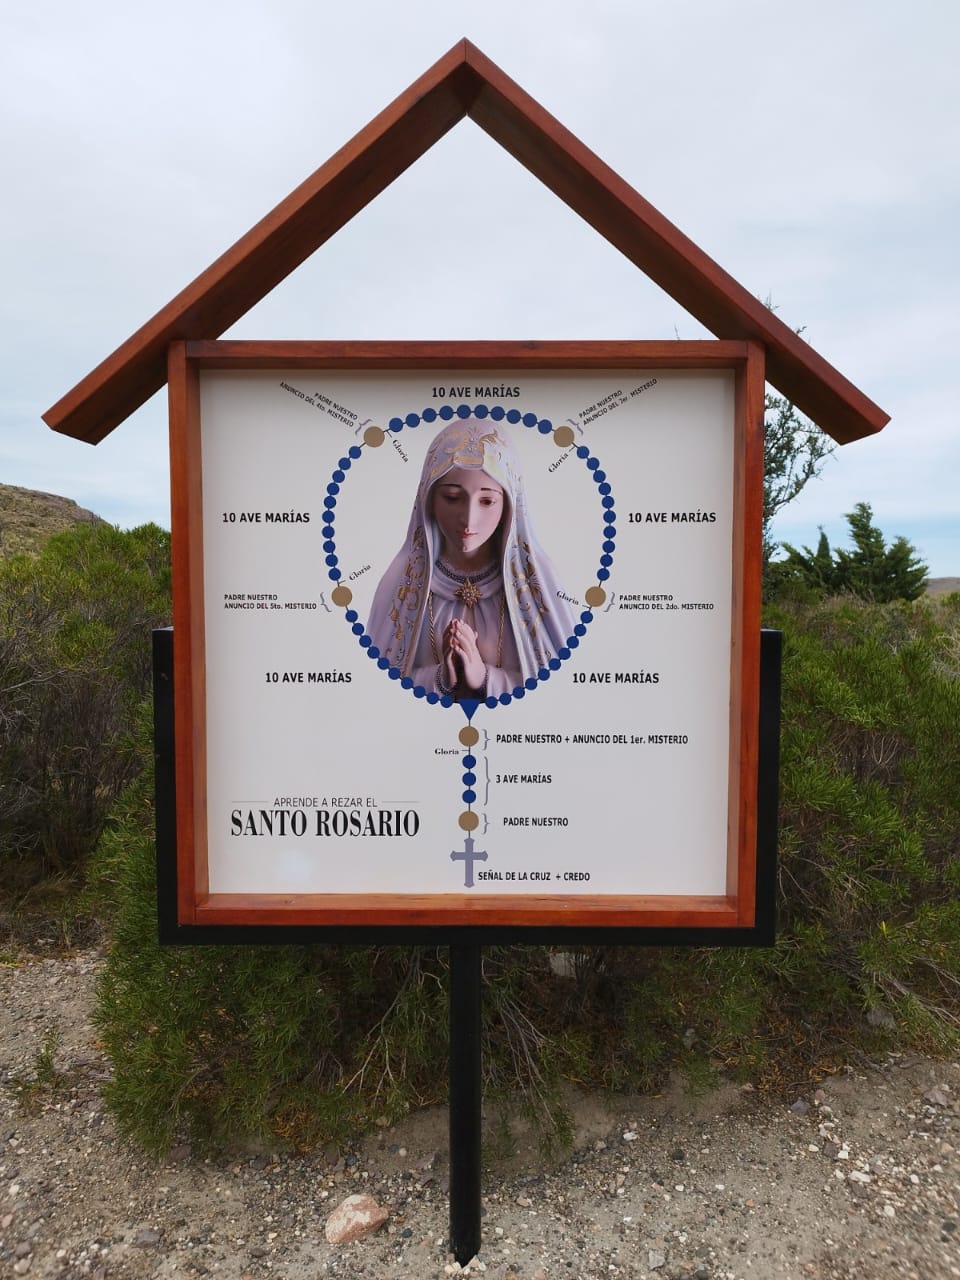 10 AVE MARÍAS
PADRE NUESTRO
ANUNCIO DEL 4to. MISTERIO
Gloria
PADRE NUESTRO
ANUNCIO DEL 3er. MISTERIO
Gloria
10 AVE MARÍAS
10 AVE MARÍAS
Gloria
PADRE NUESTRO
ANUNCIO DEL 5to. MISTERIO
Gloria
PADRE NUESTRO
ANUNCIO DEL 2do. MISTERIO
10 AVE MARÍAS
10 AVE MARÍAS
PADRE NUESTRO + ANUNCIO DEL 1er. MISTERIO
Gloria
3 AVE MARÍAS
APRENDE A REZAR EL
SANTO ROSARIO
PADRE NUESTRO
SEÑAL DE LA CRUZ + CREDO